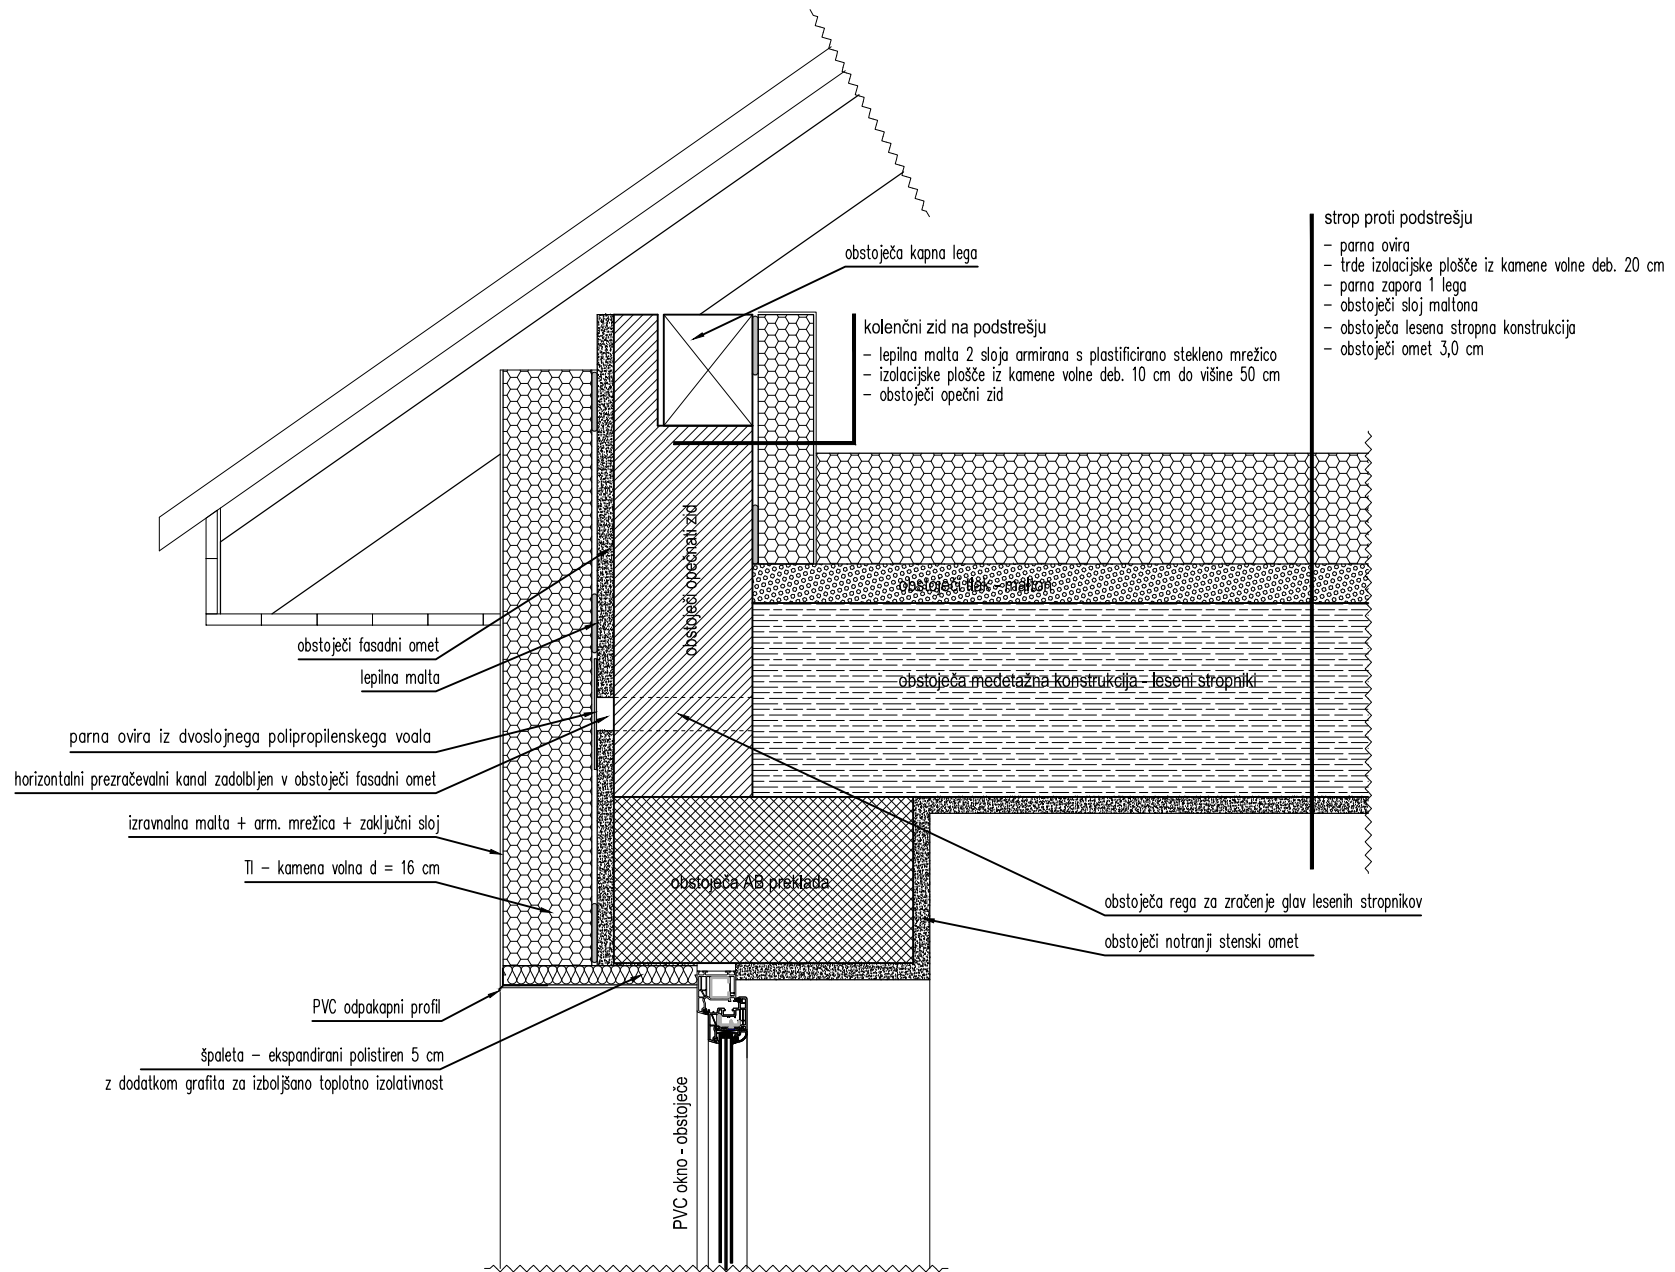 strop proti podstrešju
- parna ovira
- trde izolacijske plošče iz kamene volne deb. 20 cm
- parna zapora 1 lega
- obstoječi sloj maltona
- obstoječa lesena stropna konstrukcija
- obstoječi omet 3,0 cm
obstoječa kapna lega
kolenčni zid na podstrešju
- lepilna malta 2 sloja armirana s plastificirano stekleno mrežico
- izolacijske plošče iz kamene volne deb. 10 cm do višine 50 cm
- obstoječi opečni zid
obstoječi opečnati zid
obstoječi tlak - malton
obstoječa medetažna konstrukcija - leseni stropniki
obstoječi fasadni omet
lepilna malta
parna ovira iz dvoslojnega polipropilenskega voala
horizontalni prezračevalni kanal zadolbljen v obstoječi fasadni omet
izravnalna malta + arm. mrežica + zaključni sloj
TI - kamena volna d = 16 cm
obstoječa AB preklada
obstoječa rega za zračenje glav lesenih stropnikov
obstoječi notranji stenski omet
PVC odpakapni profil
špaleta - ekspandirani polistiren 5 cm
z dodatkom grafita za izboljšano toplotno izolativnost
PVC okno - obstoječe